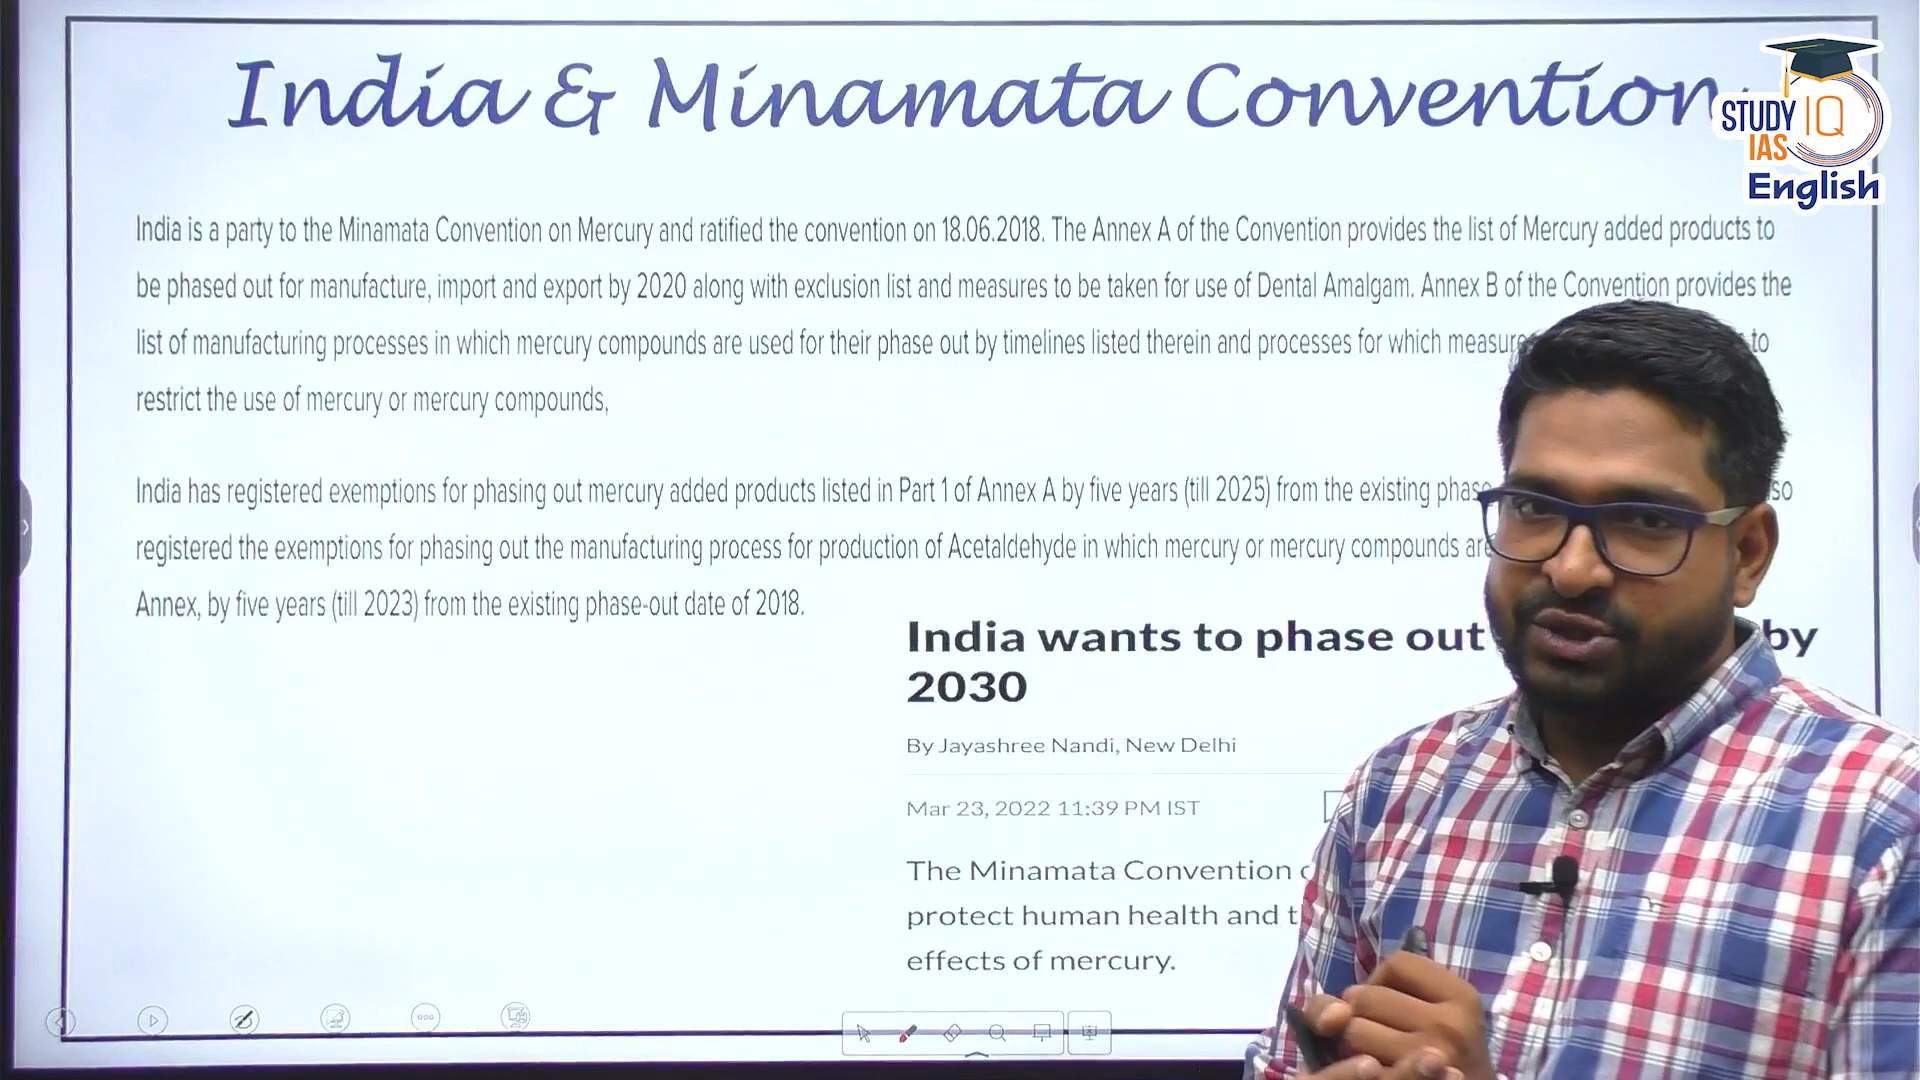 India & Minamata Convention
STUDY IQ
IAS
English
India is a party to the Minamata Convention on Mercury and ratified the convention on 18.06.2018. The Annex A of the Convention provides the list of Mercury added products to
be phased out for manufacture, import and export by 2020 along with exclusion list and measures to be taken for use of Dental Amalgam. Annex B of the Convention provides the
list of manufacturing processes in which mercury compounds are used for their phase out by timelines listed therein and processes for which to
restrict the use of mercury or mercury compounds,
India has registered exemptions for phasing out mercury added products listed in Part 1 of Annex A by five years (till 2025) from the existing
registered the exemptions for phasing out the manufacturing process for production of Acetaldehyde in which mercury or mercury compounds are
Annex, by five years (till 2023) from the existing phase-out date of 2018.
India wants to phase out by
2030
By Jayashree Nandi, New Delhi
Mar 23, 2022 11:39 PM IST
The Minamata Convention
protect human health and
effects of mercury.